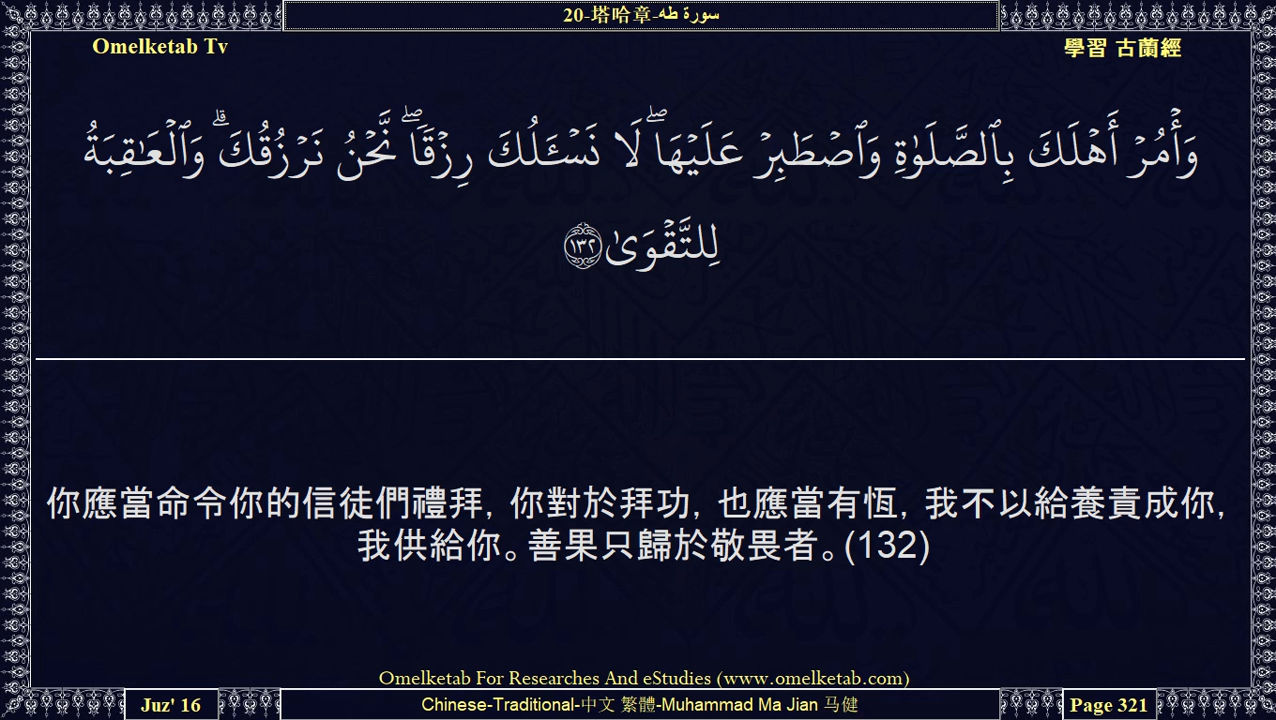 20-塔哈章-سورة طه
Omelketab Tv
學習 古蘭經
وَأۡمُرۡ أَهۡلَكَ بِٱلصَّلَوٰةِ وَٱصۡطَبِرۡ عَلَيۡهَاۖ لَا نَسۡـَٔلُكَ رِزۡقٗاۖ نَّحۡنُ نَرۡزُقُكَۗ وَٱلۡعَٰقِبَةُ
لِلتَّقۡوَىٰ ١٣٢
你應當命令你的信徒們禮拜，你對於拜功，也應當有恆，我不以給養責成你，
我供給你。善果只歸於敬畏者。(132)
Omelketab For Researches And eStudies (www.omelketab.com)
Juz' 16
Chinese-Traditional-中文 繁體-Muhammad Ma Jian 马健
Page 321